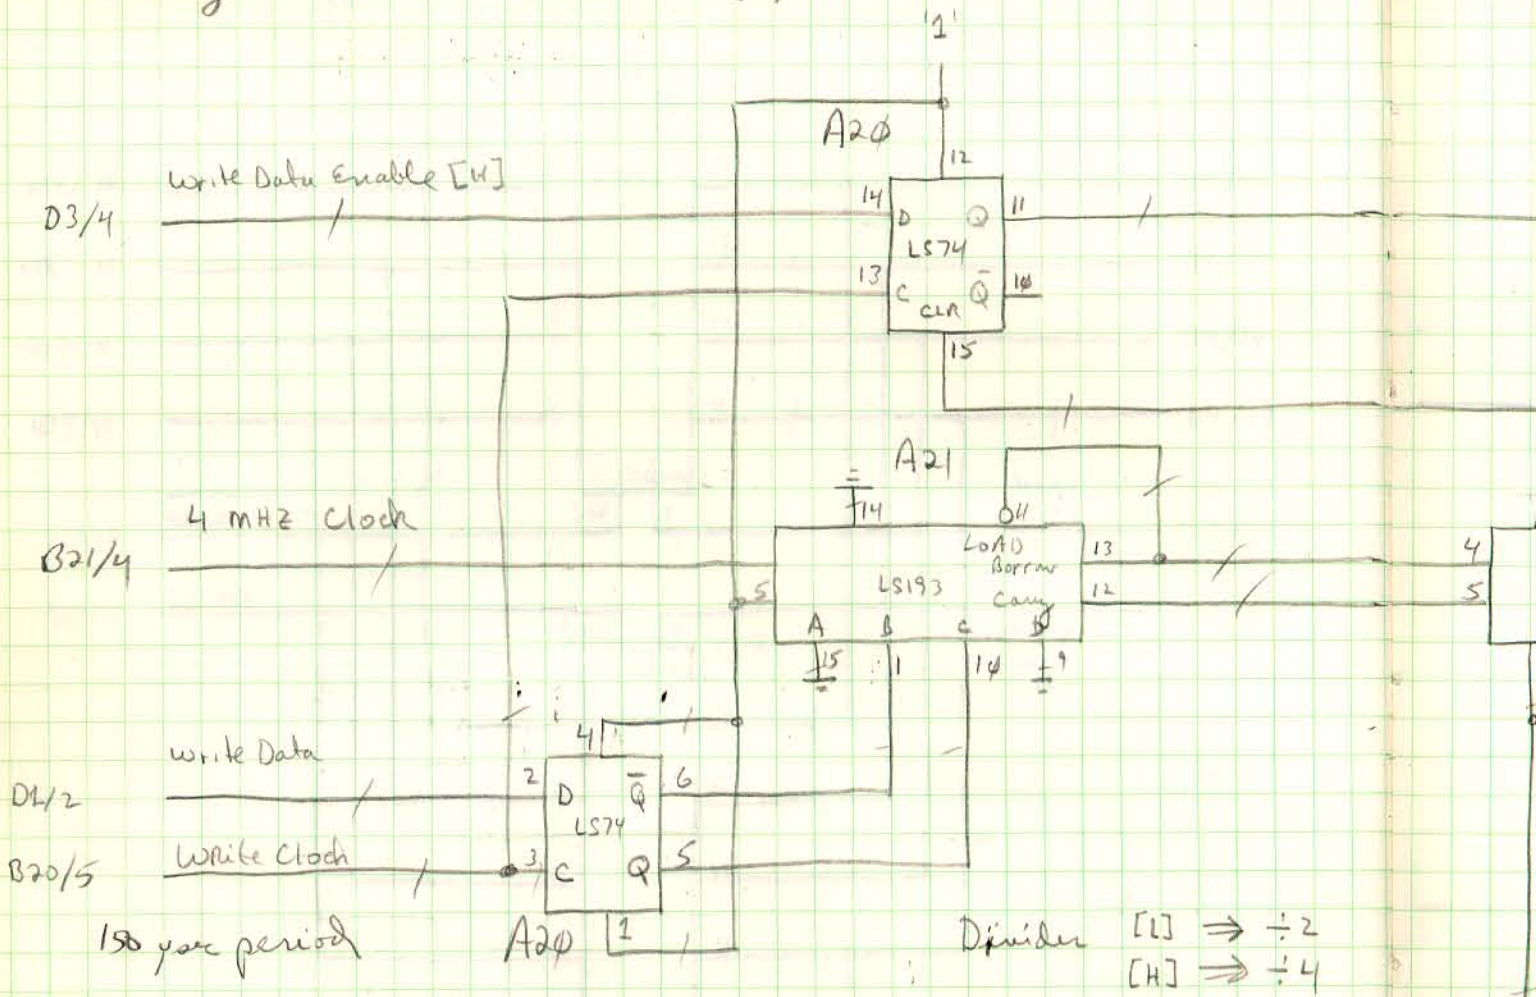 '1'
A2ϕ
12
Write Data Enable [H]
D3/4
14
D
Q
11
LS74
13
C
Q̄
1ϕ
CLR
15
A21
14
11
4 MHZ Clock
B21/4
LOAD
Borrow
13
4
LS193
5
Carry
12
5
A
B
C
D
15
1
1ϕ
9
4
Write Data
D1/2
2
D
Q̄
6
LS74
Write Clock
B20/5
3
C
Q
5
150 period
A2ϕ
1
Divider [L] ⇒ ÷2
[H] ⇒ ÷4